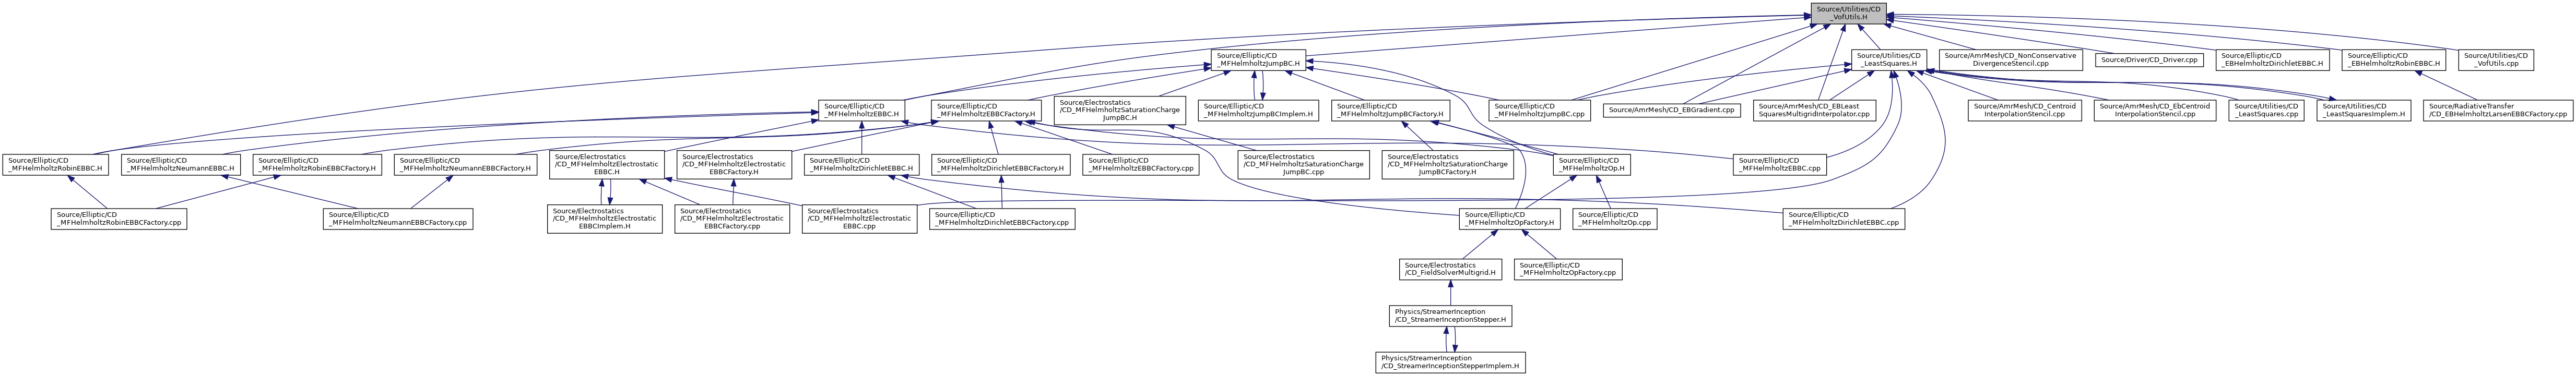 Source/Utilities/CD
_VofUtils.H
Source/Elliptic/CD
_MFHelmholtzJumpBC.H
Source/Utilities/CD
_LeastSquares.H
Source/AmrMesh/CD_NonConservative
DivergenceStencil.cpp
Source/Driver/CD_Driver.cpp
Source/Elliptic/CD
_EBHelmholtzDirichletEBBC.H
Source/Elliptic/CD
_EBHelmholtzRobinEBBC.H
Source/Utilities/CD
_VofUtils.cpp
Source/Elliptic/CD
_MFHelmholtzEBBC.H
Source/Elliptic/CD
_MFHelmholtzEBBCFactory.H
Source/Electrostatics
/CD_MFHelmholtzSaturationCharge
JumpBC.H
Source/Elliptic/CD
_MFHelmholtzJumpBCImplem.H
Source/Elliptic/CD
_MFHelmholtzJumpBCFactory.H
Source/Elliptic/CD
_MFHelmholtzJumpBC.cpp
Source/AmrMesh/CD_EBGradient.cpp
Source/AmrMesh/CD_EBLeast
SquaresMultigridInterpolator.cpp
Source/AmrMesh/CD_Centroid
InterpolationStencil.cpp
Source/AmrMesh/CD_EbCentroid
InterpolationStencil.cpp
Source/Utilities/CD
_LeastSquares.cpp
Source/Utilities/CD
_LeastSquaresImplem.H
Source/RadiativeTransfer
/CD_EBHelmholtzLarsenEBBCFactory.cpp
Source/Elliptic/CD
_MFHelmholtzRobinEBBC.H
Source/Elliptic/CD
_MFHelmholtzNeumannEBBC.H
Source/Elliptic/CD
_MFHelmholtzRobinEBBCFactory.H
Source/Elliptic/CD
_MFHelmholtzNeumannEBBCFactory.H
Source/Electrostatics
/CD_MFHelmholtzElectrostatic
EBBC.H
Source/Electrostatics
/CD_MFHelmholtzElectrostatic
EBBCFactory.H
Source/Elliptic/CD
_MFHelmholtzDirichletEBBC.H
Source/Elliptic/CD
_MFHelmholtzDirichletEBBCFactory.H
Source/Elliptic/CD
_MFHelmholtzEBBCFactory.cpp
Source/Electrostatics
/CD_MFHelmholtzSaturationCharge
JumpBC.cpp
Source/Electrostatics
/CD_MFHelmholtzSaturationCharge
JumpBCFactory.H
Source/Elliptic/CD
_MFHelmholtzOp.H
Source/Elliptic/CD
_MFHelmholtzEBBC.cpp
Source/Elliptic/CD
_MFHelmholtzRobinEBBCFactory.cpp
Source/Elliptic/CD
_MFHelmholtzNeumannEBBCFactory.cpp
Source/Electrostatics
/CD_MFHelmholtzElectrostatic
EBBCImplem.H
Source/Electrostatics
/CD_MFHelmholtzElectrostatic
EBBCFactory.cpp
Source/Electrostatics
/CD_MFHelmholtzElectrostatic
EBBC.cpp
Source/Elliptic/CD
_MFHelmholtzDirichletEBBCFactory.cpp
Source/Elliptic/CD
_MFHelmholtzOpFactory.H
Source/Elliptic/CD
_MFHelmholtzOp.cpp
Source/Elliptic/CD
_MFHelmholtzDirichletEBBC.cpp
Source/Electrostatics
/CD_FieldSolverMultigrid.H
Source/Elliptic/CD
_MFHelmholtzOpFactory.cpp
Physics/StreamerInception
/CD_StreamerInceptionStepper.H
Physics/StreamerInception
/CD_StreamerInceptionStepperImplem.H